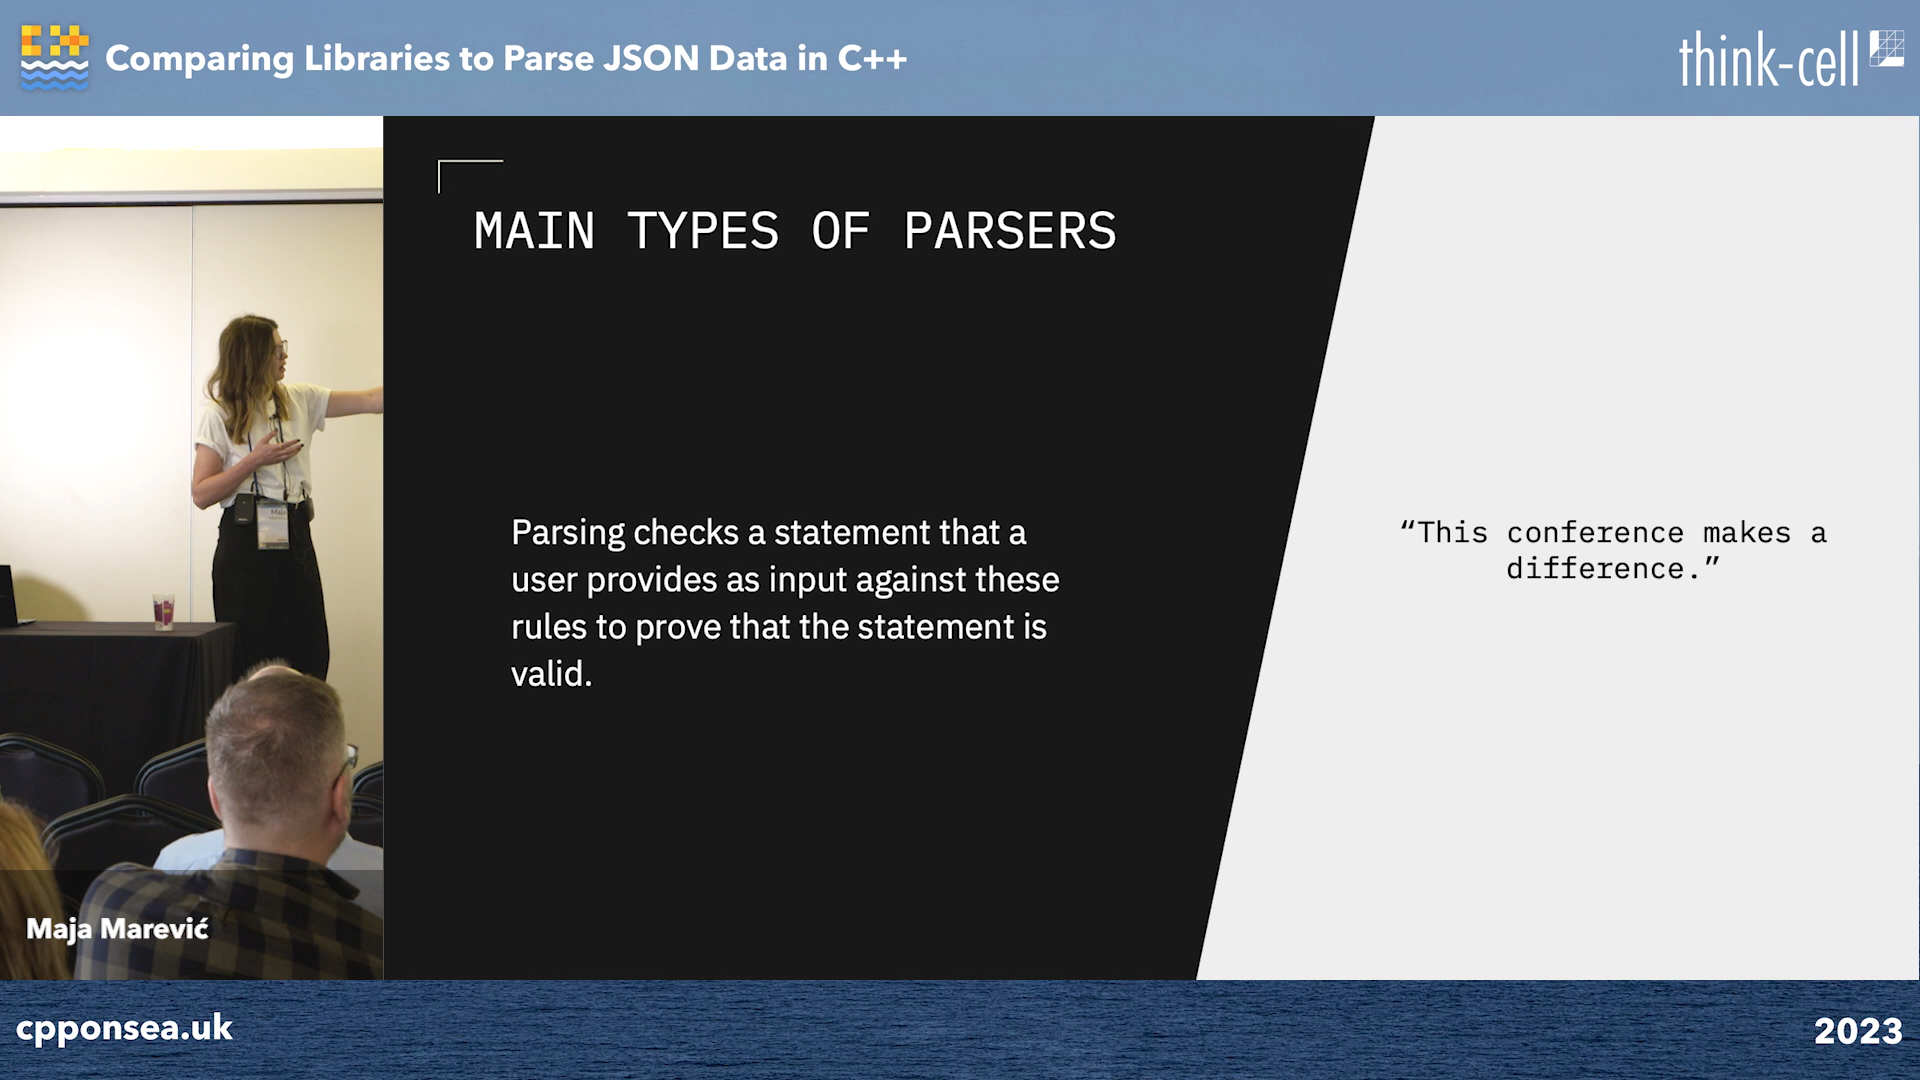 Comparing Libraries to Parse JSON Data in C++
think-cell
MAIN TYPES OF PARSERS
Parsing checks a statement that a
user provides as input against these
rules to prove that the statement is
valid.
“This conference makes a
difference.”
Maja
Maja Marević
cpponsea.uk
2023